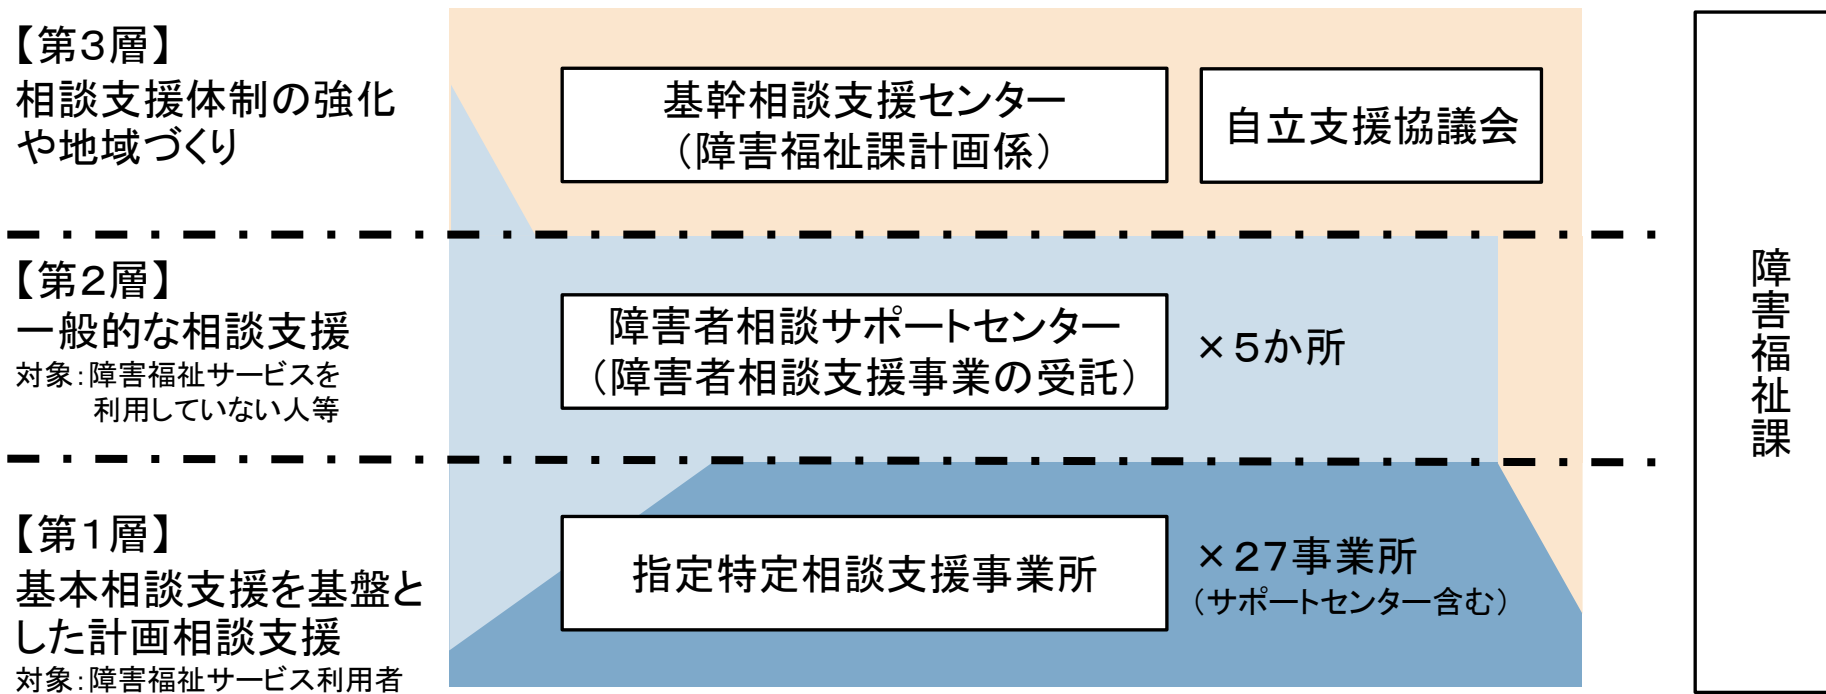 【第3層】
相談支援体制の強化
や地域づくり
基幹相談支援センター
（障害福祉課計画係）
自立支援協議会
【第2層】
一般的な相談支援
対象：障害福祉サービスを
利用していない人等
障害者相談サポートセンター
（障害者相談支援事業の受託）
×5か所
【第1層】
基本相談支援を基盤と
した計画相談支援
対象：障害福祉サービス利用者
指定特定相談支援事業所
×27事業所
（サポートセンター含む）
障害福祉課